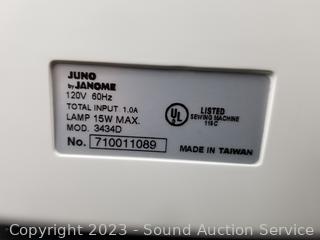 JUNO
by JANOME
120V 60Hz
TOTAL INPUT 1.0A
LAMP 15W MAX.
MOD. 3434D
No. 710011089
UL
LISTED
SEWING MACHINE
MADE IN TAIWAN
Copyright 2023 - Sound Auction Service